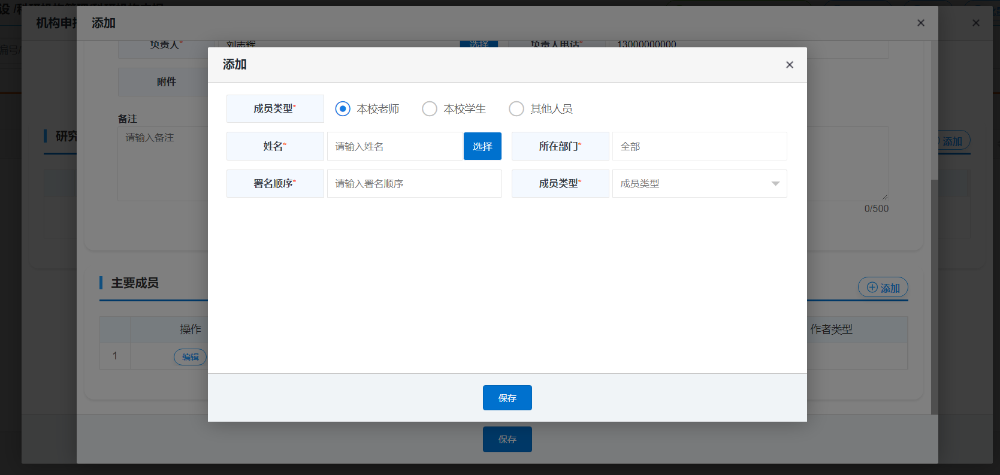 机构申
添加
负责人*
刘志辉
选择
负责人电话*
13000000000
编号/
附件
备注
请输入备注
0/500
研究
添加
添加
成员类型*
本校老师
本校学生
其他人员
姓名*
请输入姓名
选择
所在部门*
全部
署名顺序*
请输入署名顺序
成员类型*
成员类型
保存
主要成员
添加
操作
作者类型
1
编辑
保存